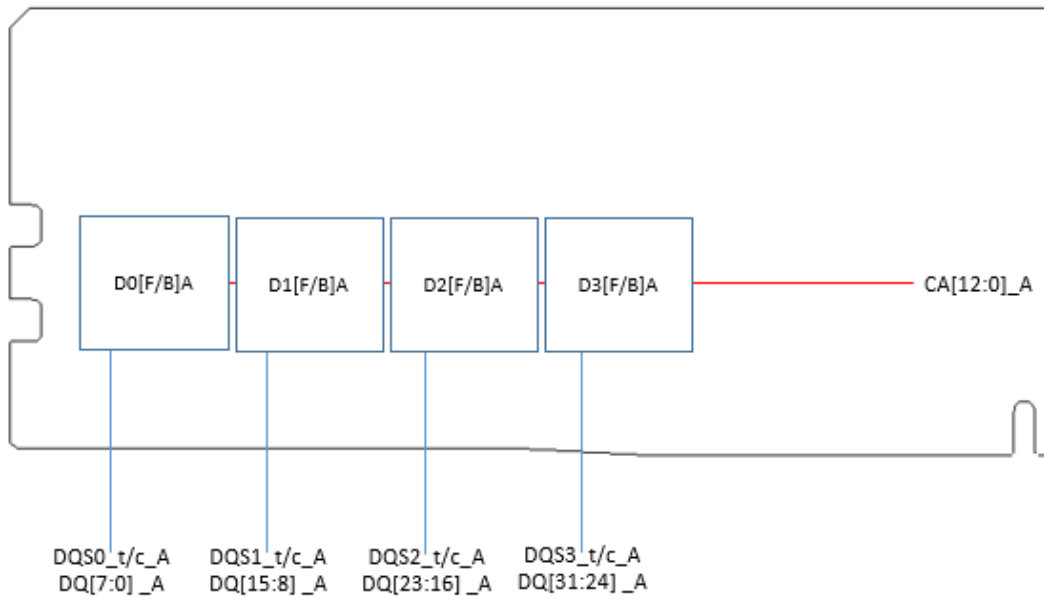 D0[F/B]A
D1[F/B]A
D2[F/B]A
D3[F/B]A
CA[12:0]_A
DQS0_t/c_A
DQ[7:0] _A
DQS1_t/c_A
DQ[15:8] _A
DQS2_t/c_A
DQ[23:16] _A
DQS3_t/c_A
DQ[31:24] _A